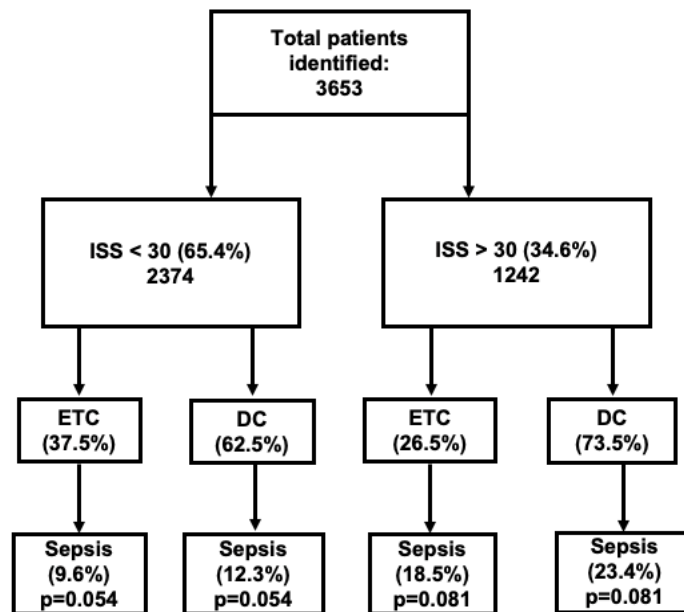 Total patients
identified:
3653
ISS < 30 (65.4%)
2374
ISS > 30 (34.6%)
1242
ETC
(37.5%)
DC
(62.5%)
ETC
(26.5%)
DC
(73.5%)
Sepsis
(9.6%)
p=0.054
Sepsis
(12.3%)
p=0.054
Sepsis
(18.5%)
p=0.081
Sepsis
(23.4%)
p=0.081